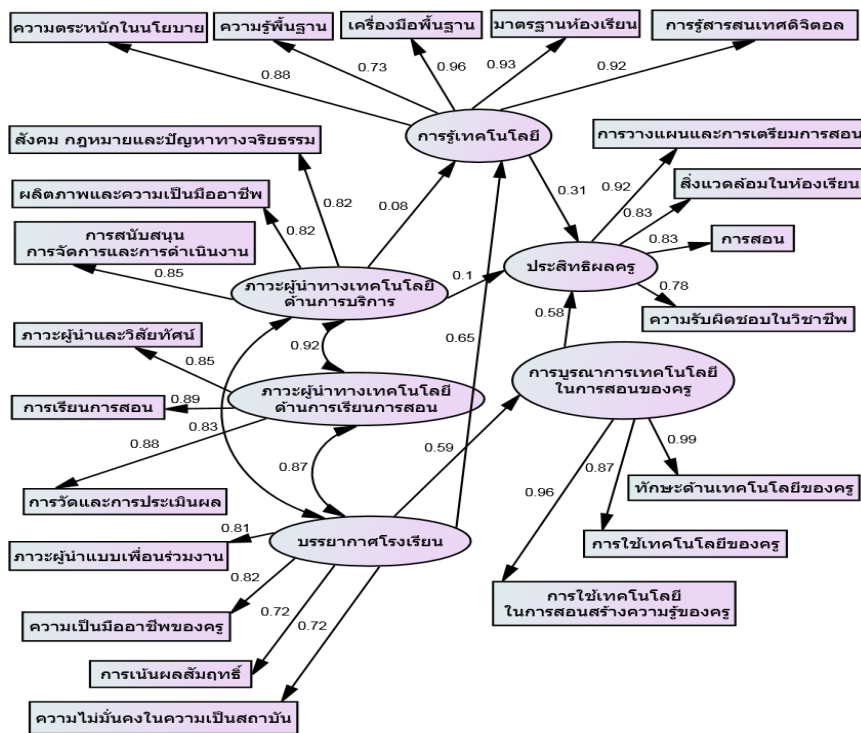 ความตระหนักในนโยบาย
ความรู้พื้นฐาน
เครื่องมือพื้นฐาน
มาตรฐานห้องเรียน
การรู้สารสนเทศดิจิตอล
0.88
0.73
0.96
0.93
0.92
การรู้เทคโนโลยี
สังคม กฎหมายและปัญหาทางจริยธรรม
ผลิตภาพและความเป็นมืออาชีพ
การสนับสนุน
การจัดการและการดำเนินงาน
0.82
0.82
0.85
0.08
0.31
ภาวะผู้นำทางเทคโนโลยี
ด้านการบริการ
0.1
ประสิทธิผลครู
การวางแผนและการเตรียมการสอน
สิ่งแวดล้อมในห้องเรียน
การสอน
ความรับผิดชอบในวิชาชีพ
0.92
0.83
0.83
0.78
0.58
0.65
0.92
ภาวะผู้นำและวิสัยทัศน์
การเรียนการสอน
การวัดและการประเมินผล
0.85
0.89
0.83
0.88
ภาวะผู้นำทางเทคโนโลยี
ด้านการเรียนการสอน
การบูรณาการเทคโนโลยี
ในการสอนของครู
0.87
0.59
0.99
0.87
0.96
ทักษะด้านเทคโนโลยีของครู
การใช้เทคโนโลยีของครู
การใช้เทคโนโลยี
ในการสอนสร้างความรู้ของครู
บรรยากาศโรงเรียน
0.81
0.82
0.72
0.72
ภาวะผู้นำแบบเพื่อนร่วมงาน
ความเป็นมืออาชีพของครู
การเน้นผลสัมฤทธิ์
ความไม่มั่นคงในความเป็นสถาบัน